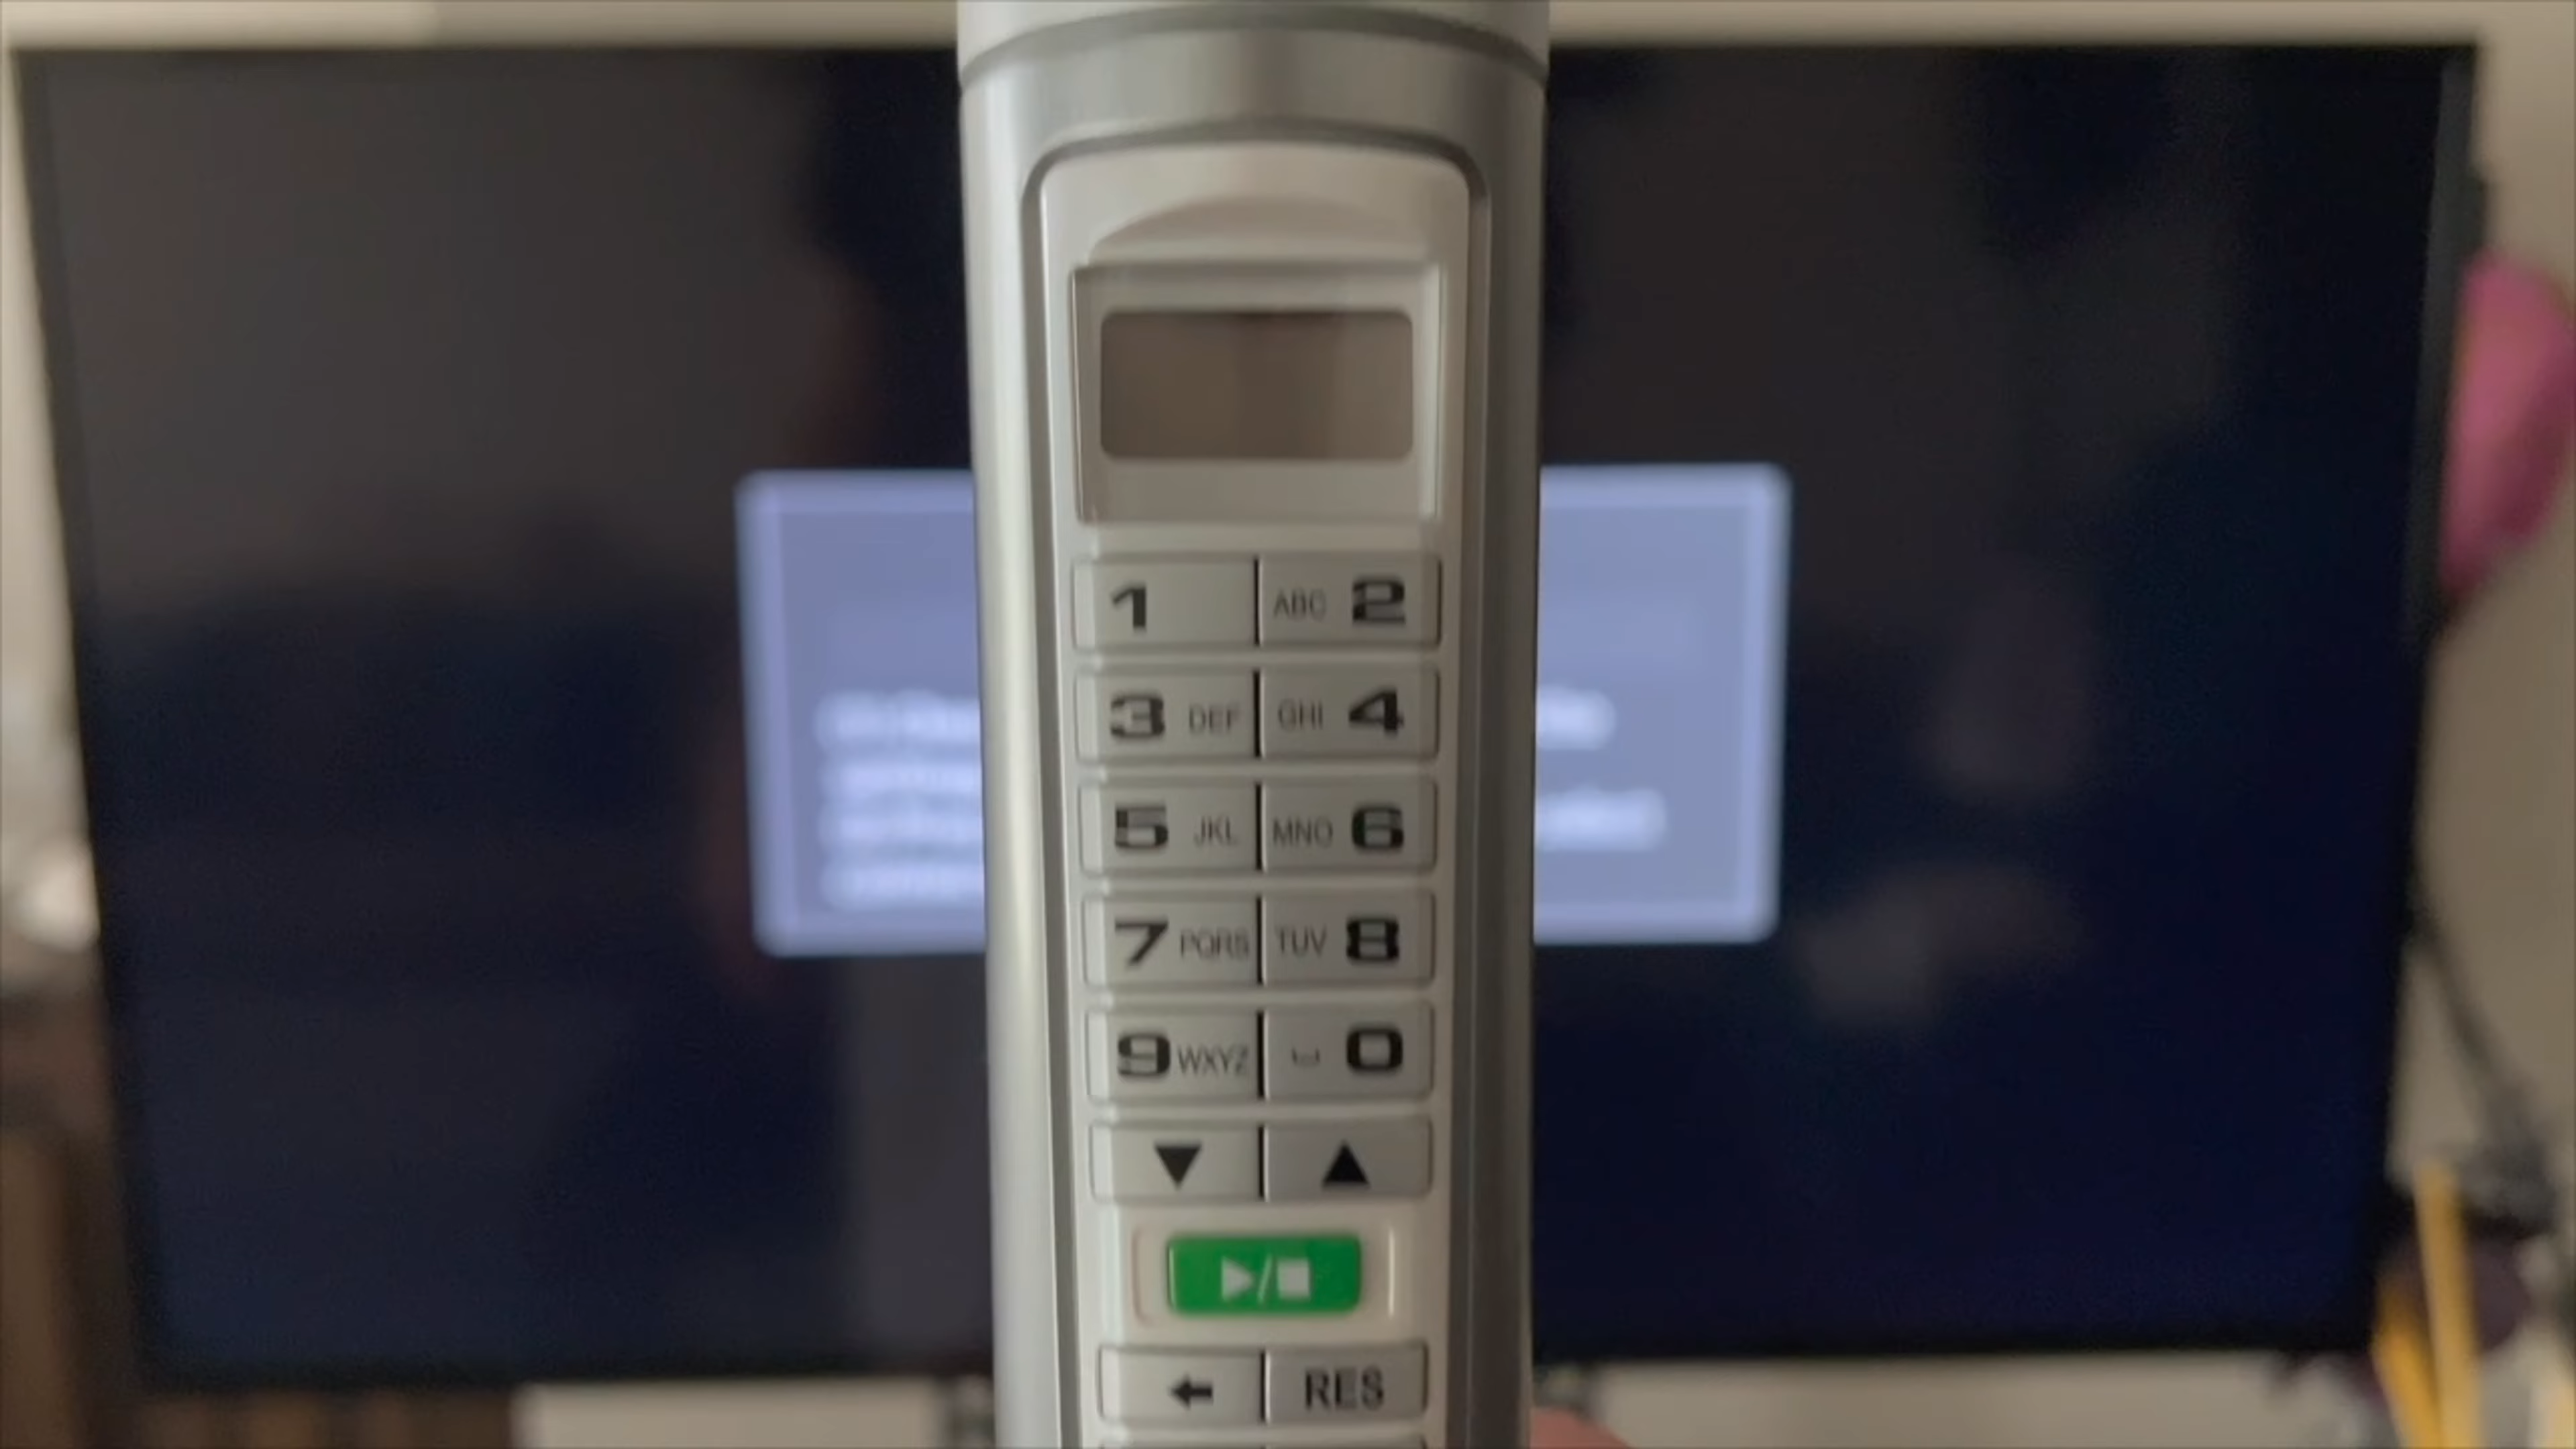 1 ABC 2
3 DEF GHI 4
5 JKL MNO 6
7 PQRS TUV 8
9 WXYZ ⎵ 0
▼ ▲
▶/■
← RES